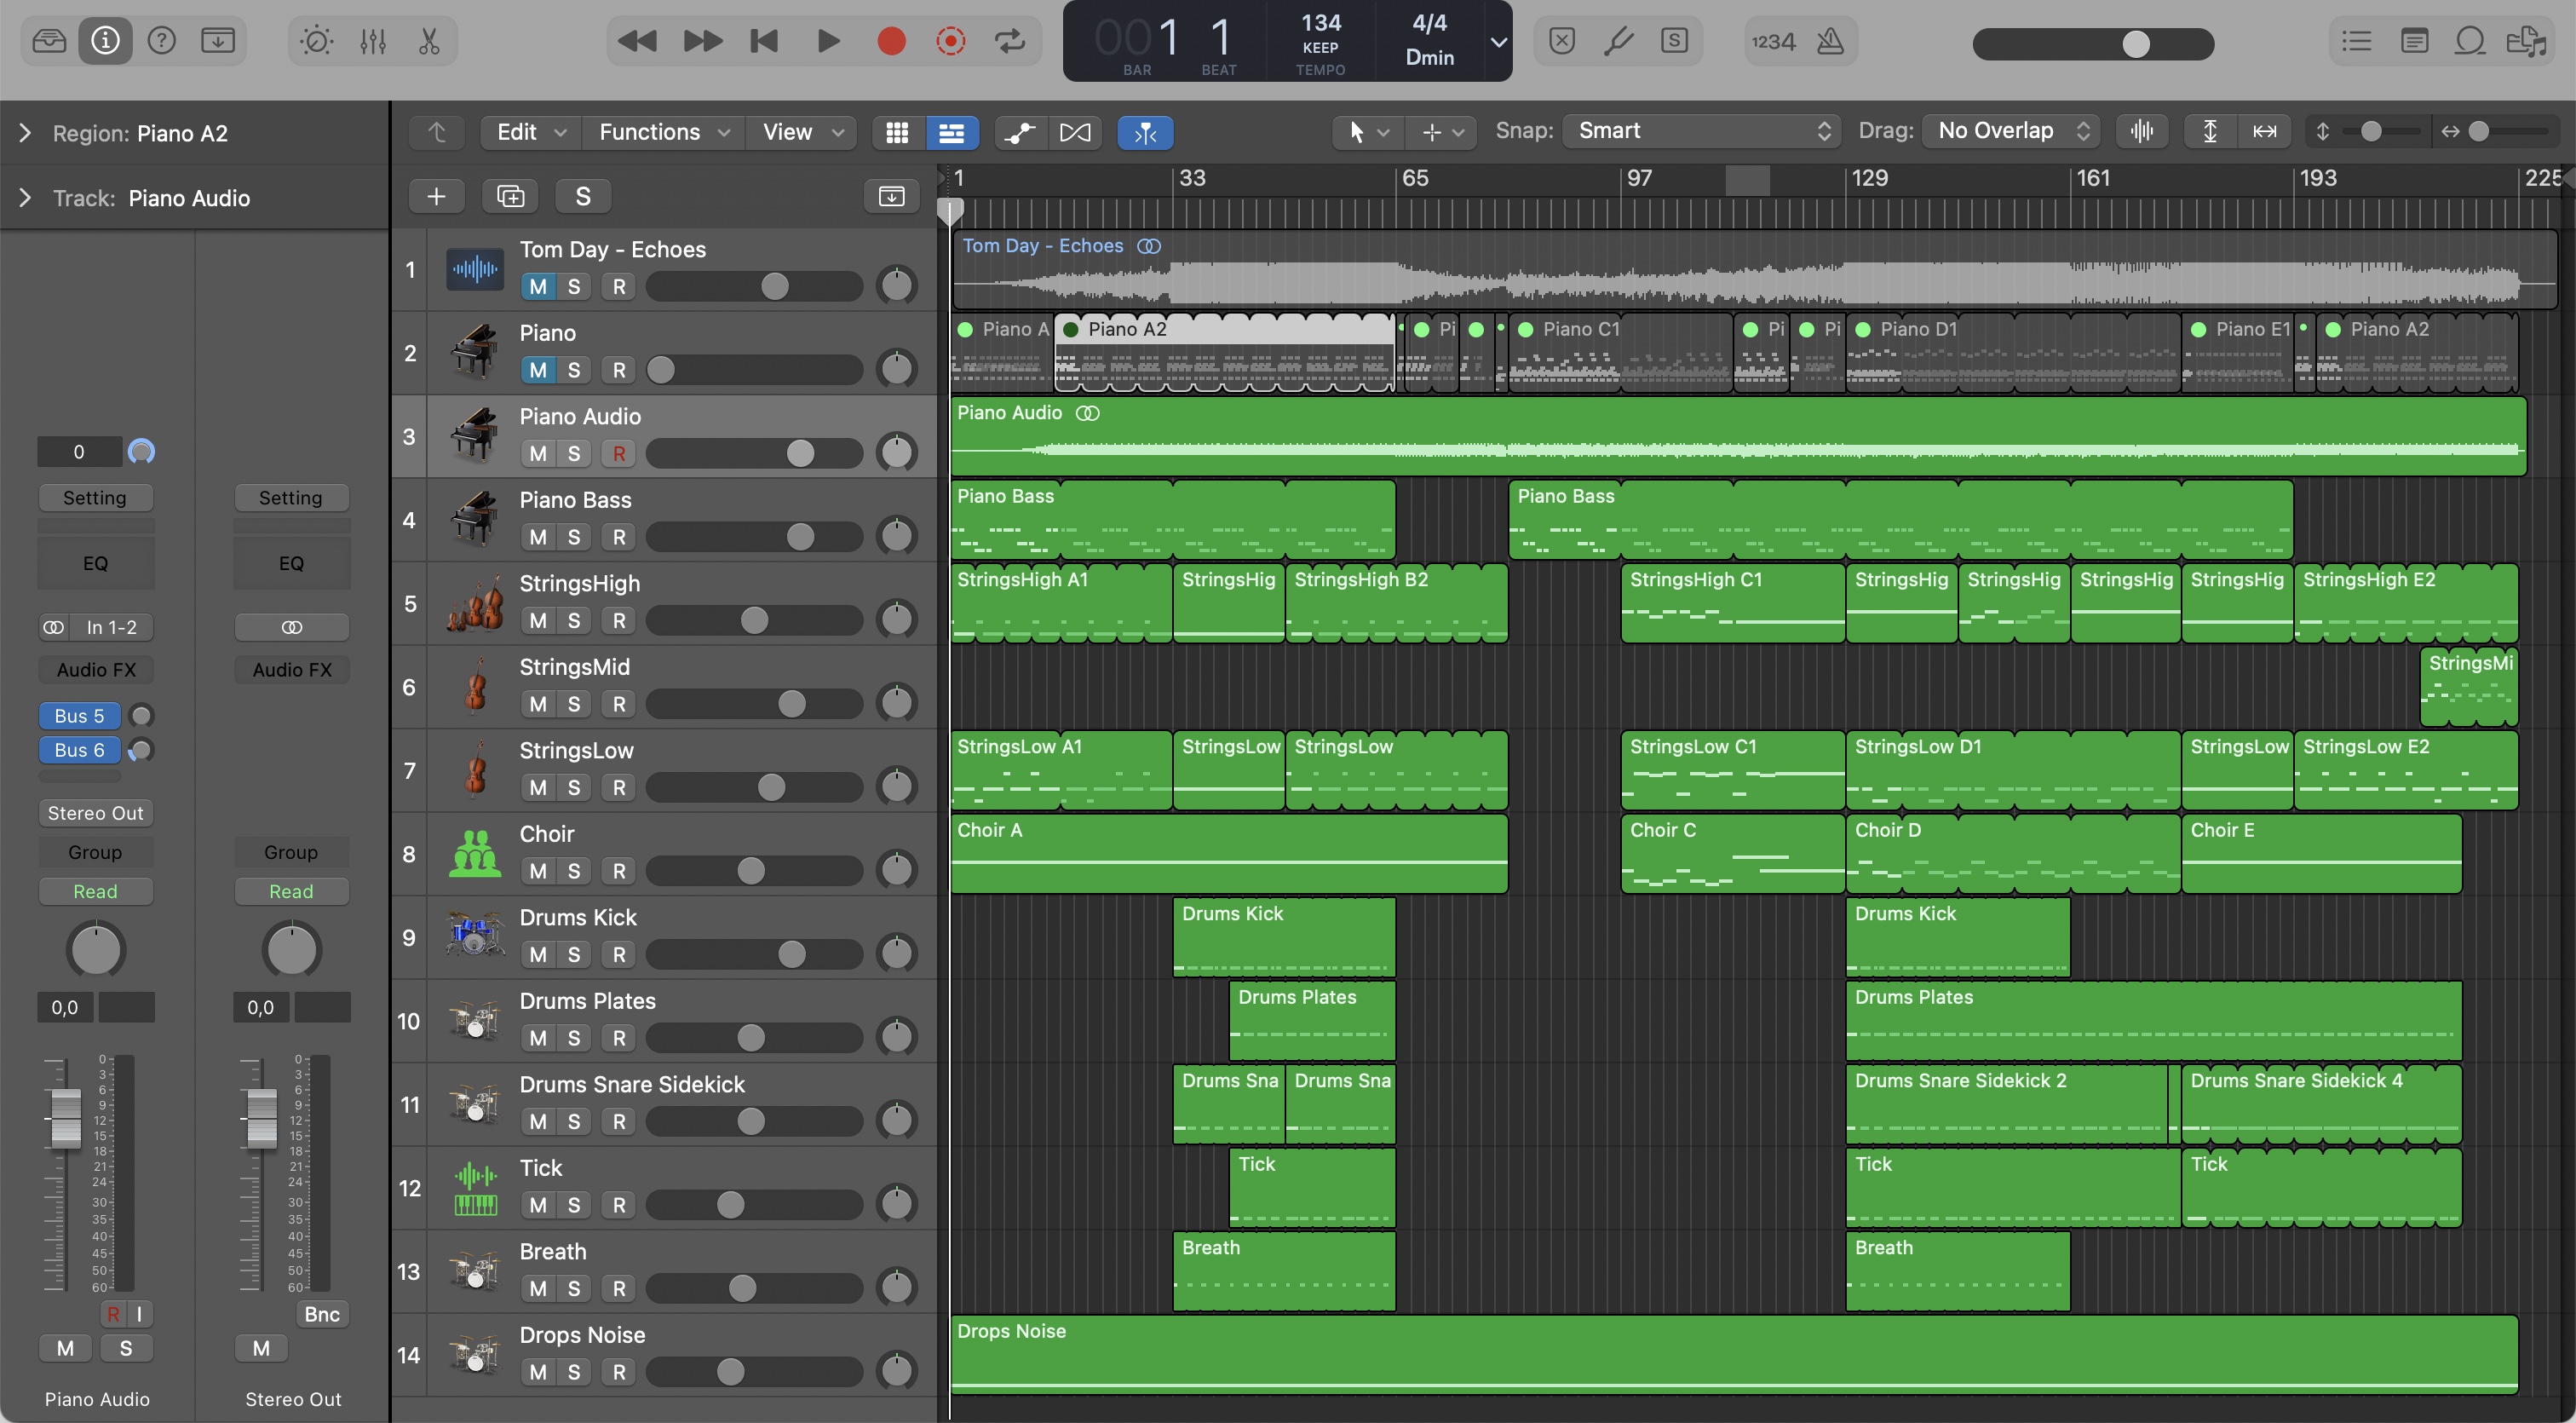 001 1
BAR BEAT
134
KEEP
TEMPO
4/4
Dmin
S
1234
Region: Piano A2
Edit Functions View
Snap: Smart
Drag: No Overlap
Track: Piano Audio
S
1 33 65 97 129 161 193 225
1 Tom Day - Echoes
M S R
Tom Day - Echoes
2 Piano
M S R
Piano A
Piano A2
Pi
Piano C1
Pi
Pi
Piano D1
Piano E1
Piano A2
3 Piano Audio
M S R
Piano Audio
4 Piano Bass
M S R
Piano Bass
Piano Bass
5 StringsHigh
M S R
StringsHigh A1
StringsHig
StringsHigh B2
StringsHigh C1
StringsHig
StringsHig
StringsHig
StringsHig
StringsHigh E2
6 StringsMid
M S R
StringsMi
7 StringsLow
M S R
StringsLow A1
StringsLow
StringsLow
StringsLow C1
StringsLow D1
StringsLow
StringsLow E2
8 Choir
M S R
Choir A
Choir C
Choir D
Choir E
9 Drums Kick
M S R
Drums Kick
Drums Kick
10 Drums Plates
M S R
Drums Plates
Drums Plates
11 Drums Snare Sidekick
M S R
Drums Sna
Drums Sna
Drums Snare Sidekick 2
Drums Snare Sidekick 4
12 Tick
M S R
Tick
Tick
Tick
13 Breath
M S R
Breath
Breath
14 Drops Noise
M S R
Drops Noise
0
Setting
EQ
In 1-2
Audio FX
Bus 5
Bus 6
Stereo Out
Group
Read
0,0
0
3
6
9
12
15
18
21
24
30
35
40
45
50
60
R I
M S
Piano Audio
Setting
EQ
Audio FX
Group
Read
0,0
0
3
6
9
12
15
18
21
24
30
35
40
45
50
60
Bnc
M
Stereo Out